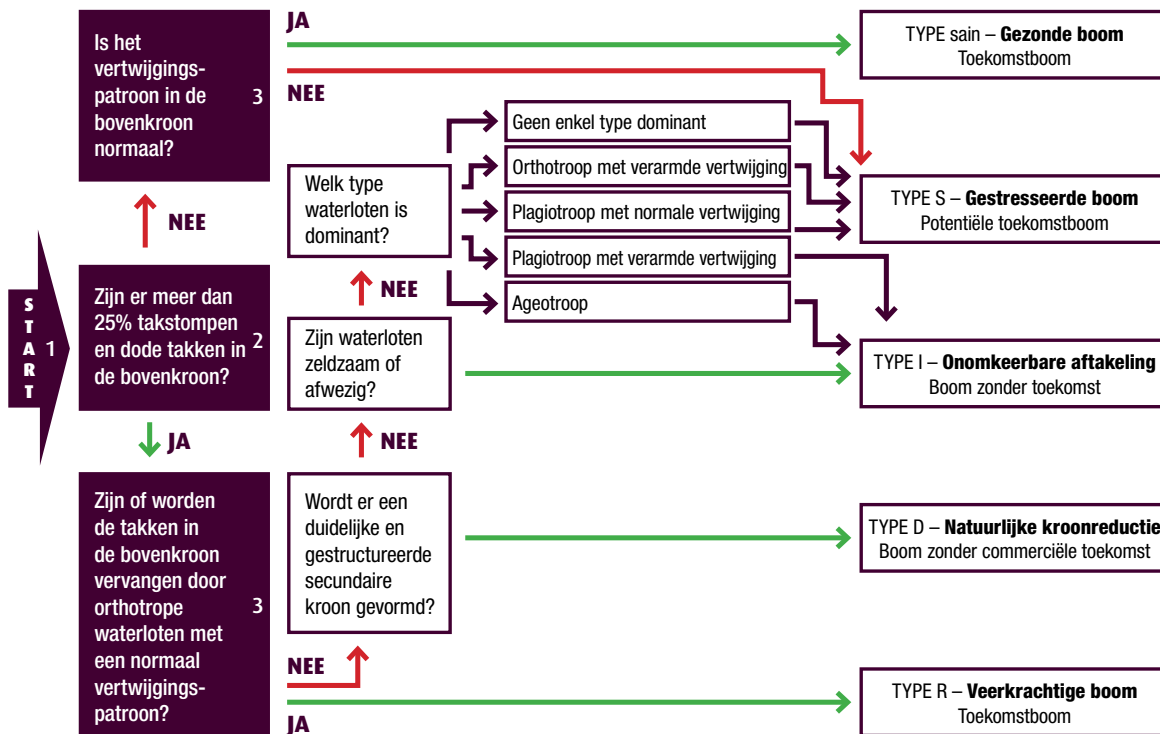 JA
Is het
vertwijgings-
patroon in de
bovenkroon
normaal?
3
NEE
TYPE sain – Gezonde boom
Toekomstboom
Geen enkel type dominant
Orthotroop met verarmde vertwijging
Plagiotroop met normale vertwijging
Plagiotroop met verarmde vertwijging
Ageotroop
Welk type
waterloten is
dominant?
TYPE S – Gestresseerde boom
Potentiële toekomstboom
NEE
NEE
START
1
Zijn er meer dan
25% takstompen
en dode takken in
de bovenkroon?
2
Zijn waterloten
zeldzaam of
afwezig?
TYPE I – Onomkeerbare aftakeling
Boom zonder toekomst
JA
NEE
Zijn of worden
de takken in
de bovenkroon
vervangen door
orthotrope
waterloten met
een normaal
vertwijgings-
patroon?
3
Wordt er een
duidelijke en
gestructureerde
secundaire
kroon gevormd?
TYPE D – Natuurlijke kroonreductie
Boom zonder commerciële toekomst
NEE
JA
TYPE R – Veerkrachtige boom
Toekomstboom